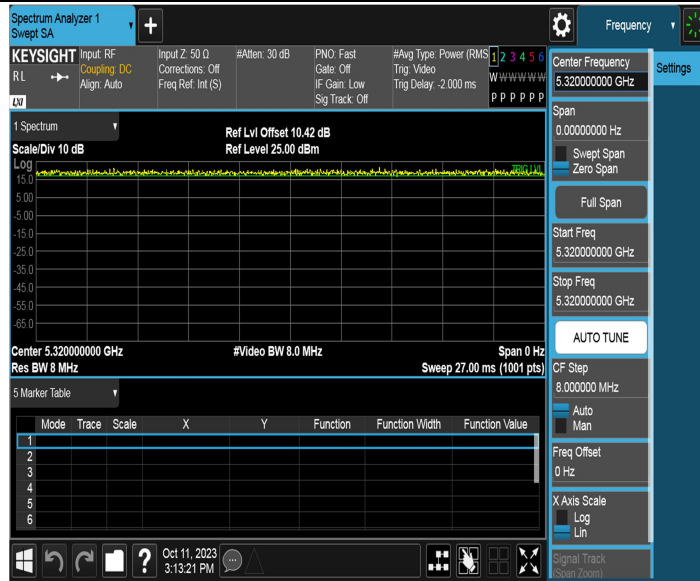 Spectrum Analyzer 1
Swept SA
Frequency
KEYSIGHT
RL
LXI
Input: RF
Coupling: DC
Align: Auto
Input Z: 50 Ω
Corrections: Off
Freq Ref: Int (S)
#Atten: 30 dB
PNO: Fast
Gate: Off
IF Gain: Low
Sig Track: Off
#Avg Type: Power (RMS
Trig: Video
Trig Delay: -2.000 ms
1 2 3 4 5 6
W W W W W W
P P P P P P
Center Frequency
5.320000000 GHz
Settings
Span
0.00000000 Hz
Swept Span
Zero Span
Full Span
Start Freq
5.320000000 GHz
Stop Freq
5.320000000 GHz
AUTO TUNE
CF Step
8.000000 MHz
Auto
Man
Freq Offset
0 Hz
X Axis Scale
Log
Lin
Signal Track
(Span Zoom)
1 Spectrum
Scale/Div 10 dB
Ref Lvl Offset 10.42 dB
Ref Level 25.00 dBm
Log
TRIG LVL
15.0
5.00
-5.00
-15.0
-25.0
-35.0
-45.0
-55.0
-65.0
Center 5.320000000 GHz
#Video BW 8.0 MHz
Span 0 Hz
Res BW 8 MHz
Sweep 27.00 ms (1001 pts)
5 Marker Table
Mode Trace Scale X Y Function Function Width Function Value
1
2
3
4
5
6
?
Oct 11, 2023
3:13:21 PM